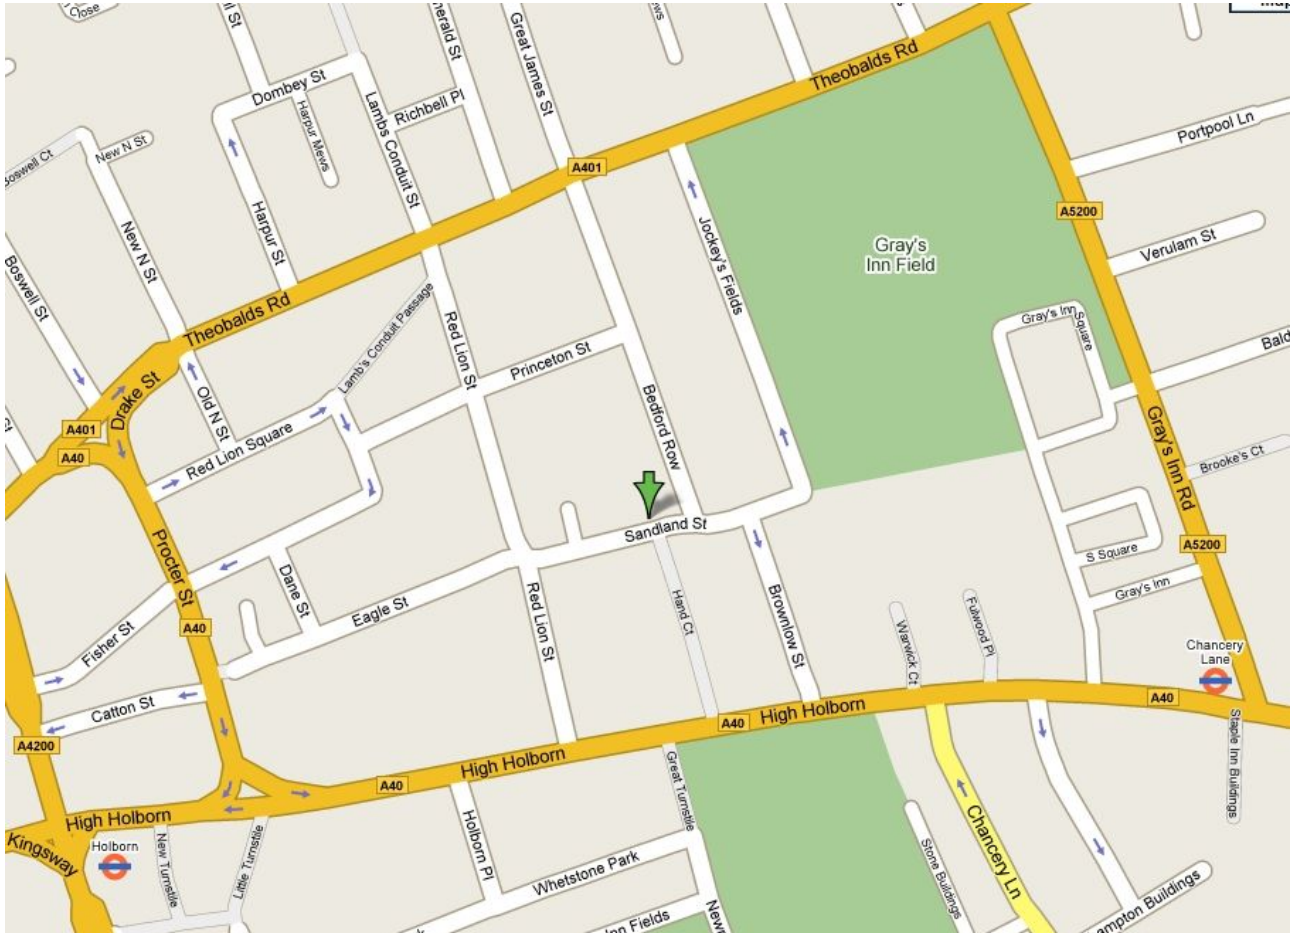 Close
Map
Dombey St
Harpur Mews
Richbell Pl
Lambs Conduit St
Great James St
Theobalds Rd
A401
Portpool Ln
Boswell Ct
New N St
New N St
Harpur St
Boswell St
Jockey's Fields
Gray's
Inn Field
A5200
Verulam St
Theobalds Rd
Lamb's Conduit Passage
Red Lion St
Princeton St
Gray's Inn
Square
Drake St
Old N St
A401
A40
Red Lion Square
Bedford Row
Gray's Inn Rd
Brooke's Ct
Sandland St
A5200
S Square
Gray's Inn
Procter St
A40
Dane St
Eagle St
Red Lion St
Hand Ct
Brownlow St
Warwick Ct
Fulwood Pl
Chancery
Lane
Fisher St
Catton St
A4200
A40
High Holborn
A40
Staple Inn Buildings
A40
High Holborn
High Holborn
Kingsway
Holborn
New Turnstile
Little Turnstile
Holborn Pl
Great Turnstile
Whetstone Park
Stone Buildings
Chancery Ln
Inn Fields